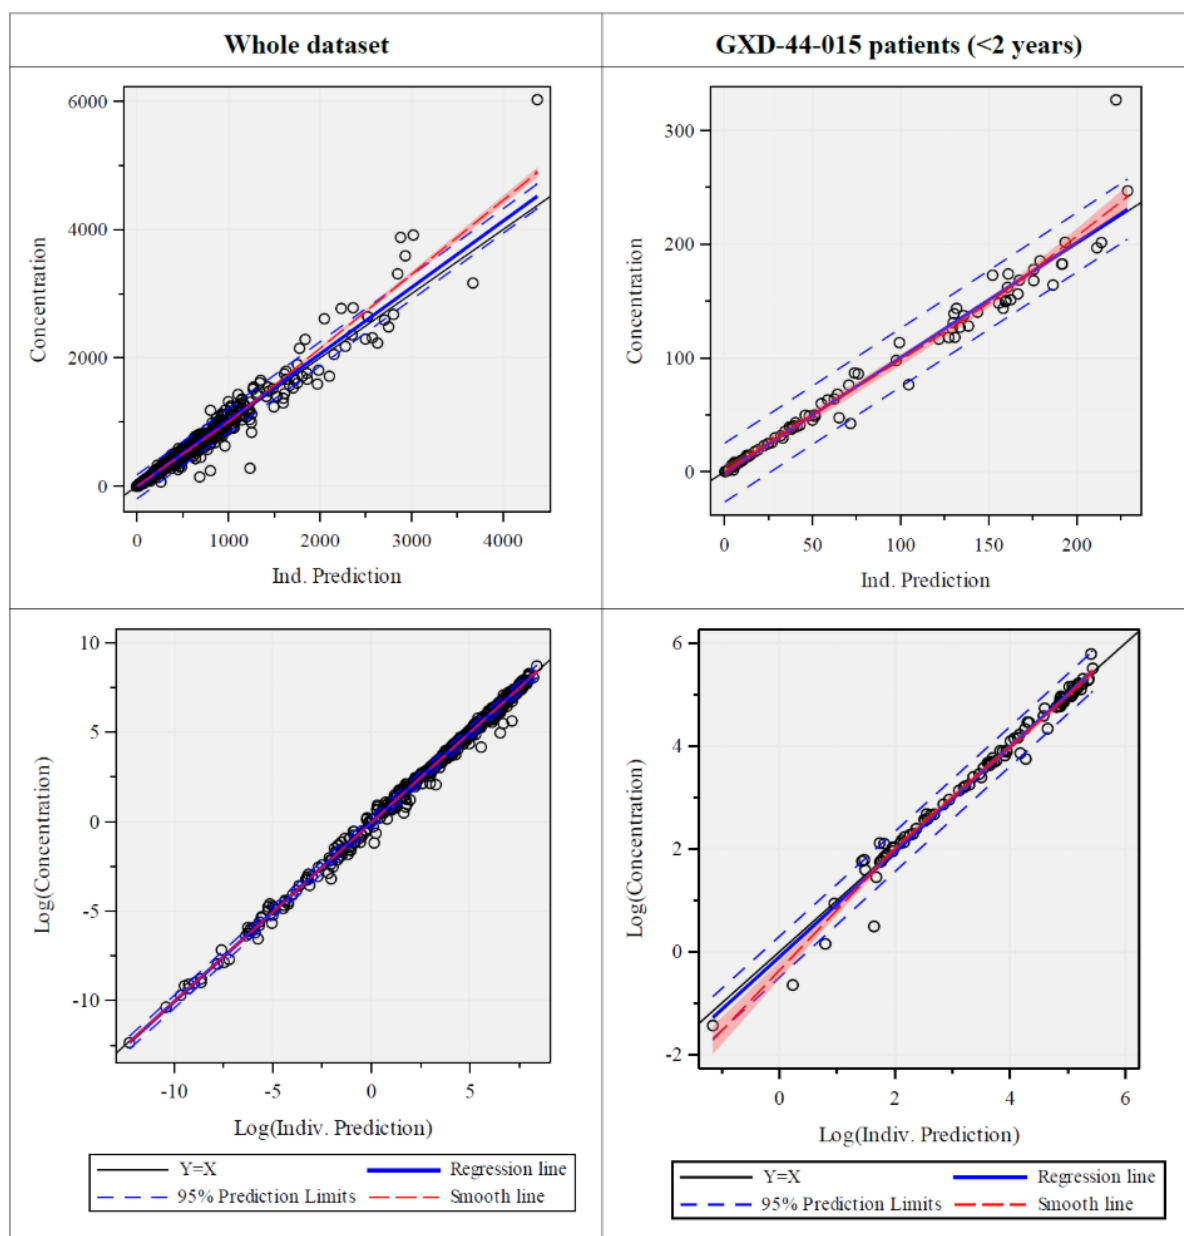 Whole dataset
GXD-44-015 patients (<2 years)
6000
4000
2000
0
Concentration
0 1000 2000 3000 4000
Ind. Prediction
300
200
100
0
Concentration
0 50 100 150 200
Ind. Prediction
10
5
0
-5
-10
Log(Concentration)
-10 -5 0 5
Log(Indiv. Prediction)
Y=X Regression line
95% Prediction Limits Smooth line
6
4
2
0
-2
Log(Concentration)
0 2 4 6
Log(Indiv. Prediction)
Y=X Regression line
95% Prediction Limits Smooth line